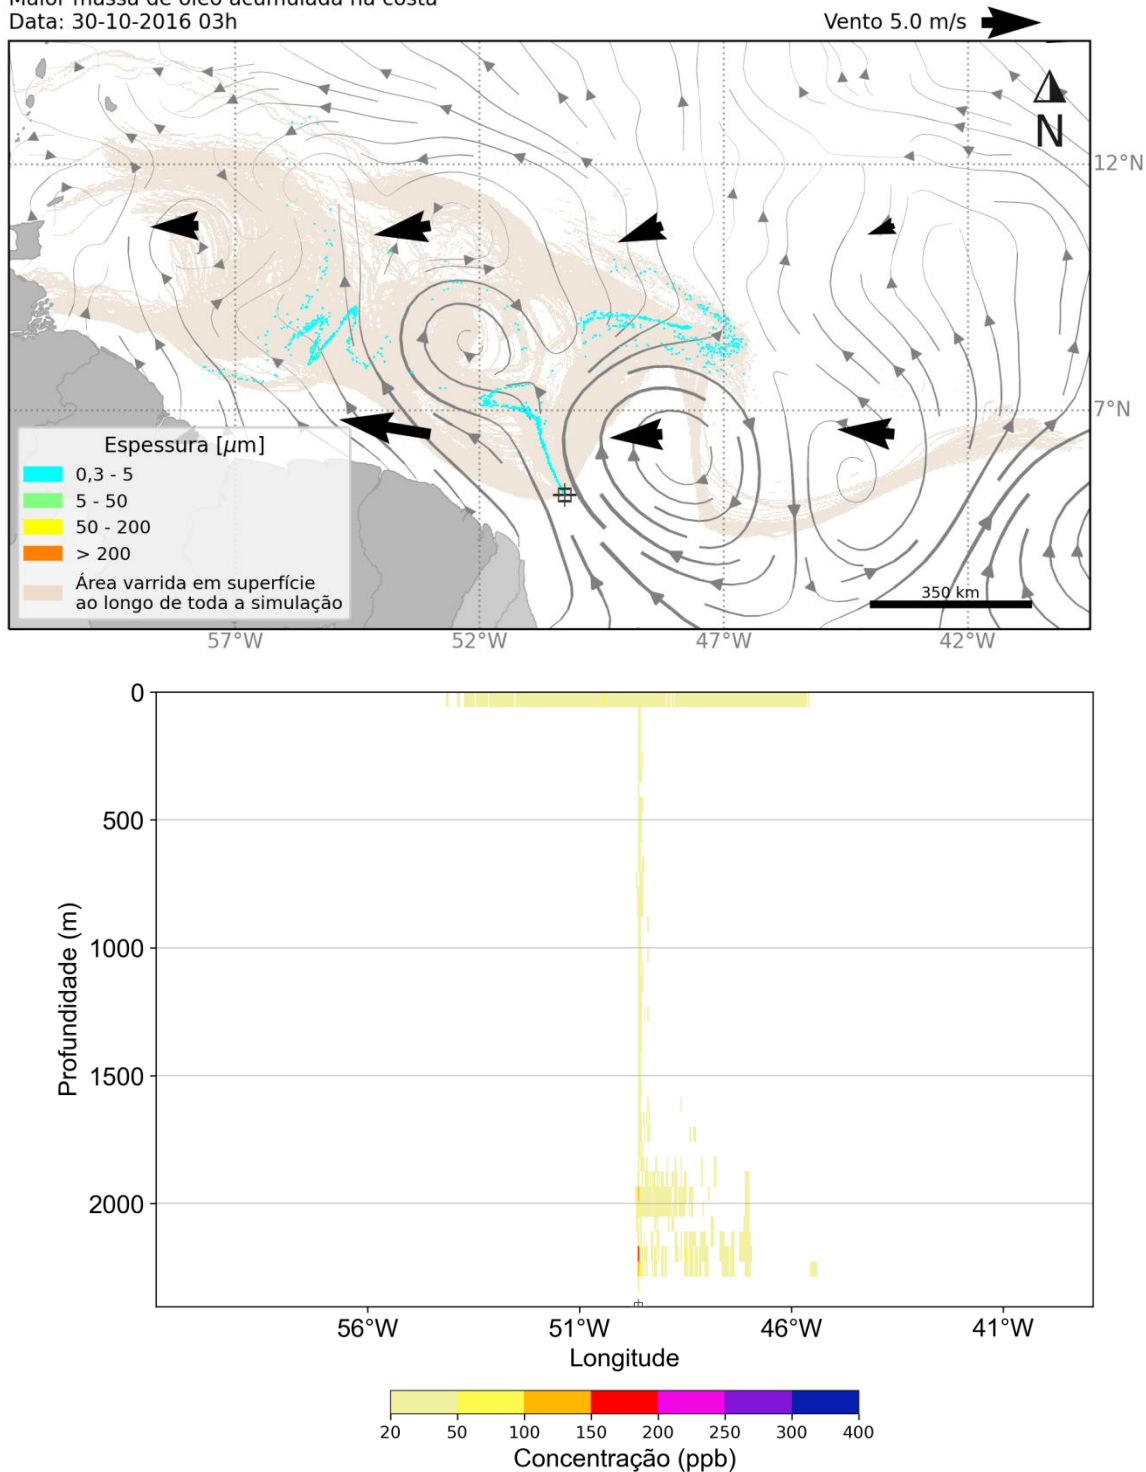 Maior massa de óleo acumulada na costa
Data: 30-10-2016 03h
Vento 5.0 m/s
N
12°N
7°N
Espessura [μm]
0,3 - 5
5 - 50
50 - 200
> 200
Área varrida em superfície
ao longo de toda a simulação
350 km
57°W
52°W
47°W
42°W
0
500
1000
1500
2000
Profundidade (m)
56°W
51°W
46°W
41°W
Longitude
20
50
100
150
200
250
300
400
Concentração (ppb)